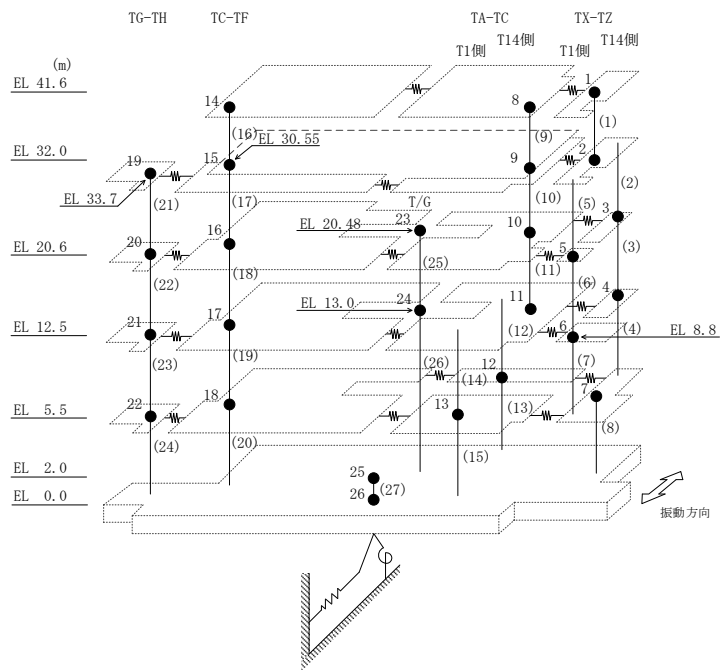 TG-TH TC-TF TA-TC TX-TZ
T1側 T14側 T1側 T14側
(m)
EL 41.6
1
14 8
(1)
(16) (9)
EL 30.55
EL 32.0
19 15 9 2
EL 33.7
(21) (17) (10) (2)
T/G
EL 20.48 23
(5) 3
16 10
(3)
EL 20.6
20 (25) (11) 5
(22) (18) (6)
EL 13.0 24 11 4
EL 12.5
21 17 (12) 6 (4) EL 8.8
(23) (19)
(26) 12 (7)
(14)
7
EL 5.5
22 18 13 (13)
(24) (20) (15) (8)
EL 2.0
25
EL 0.0
26 (27)
振動方向